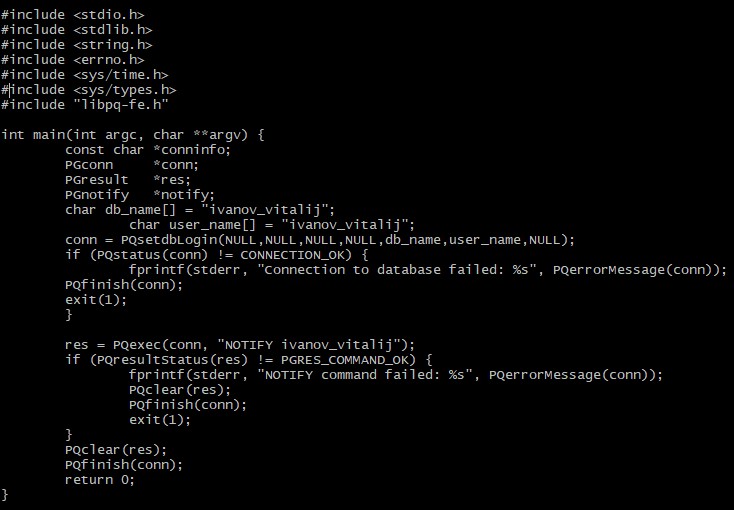 #include <stdio.h>
#include <stdlib.h>
#include <string.h>
#include <errno.h>
#include <sys/time.h>
#include <sys/types.h>
#include "libpq-fe.h"

int main(int argc, char **argv) {
        const char *conninfo;
        PGconn     *conn;
        PGresult   *res;
        PGnotify   *notify;
        char db_name[] = "ivanov_vitalij";
                char user_name[] = "ivanov_vitalij";
        conn = PQsetdbLogin(NULL,NULL,NULL,NULL,db_name,user_name,NULL);
        if (PQstatus(conn) != CONNECTION_OK) {
                fprintf(stderr, "Connection to database failed: %s", PQerrorMessage(conn));
        PQfinish(conn);
        exit(1);
        }

        res = PQexec(conn, "NOTIFY ivanov_vitalij");
        if (PQresultStatus(res) != PGRES_COMMAND_OK) {
                fprintf(stderr, "NOTIFY command failed: %s", PQerrorMessage(conn));
                PQclear(res);
                PQfinish(conn);
                exit(1);
        }
        PQclear(res);
        PQfinish(conn);
        return 0;
}